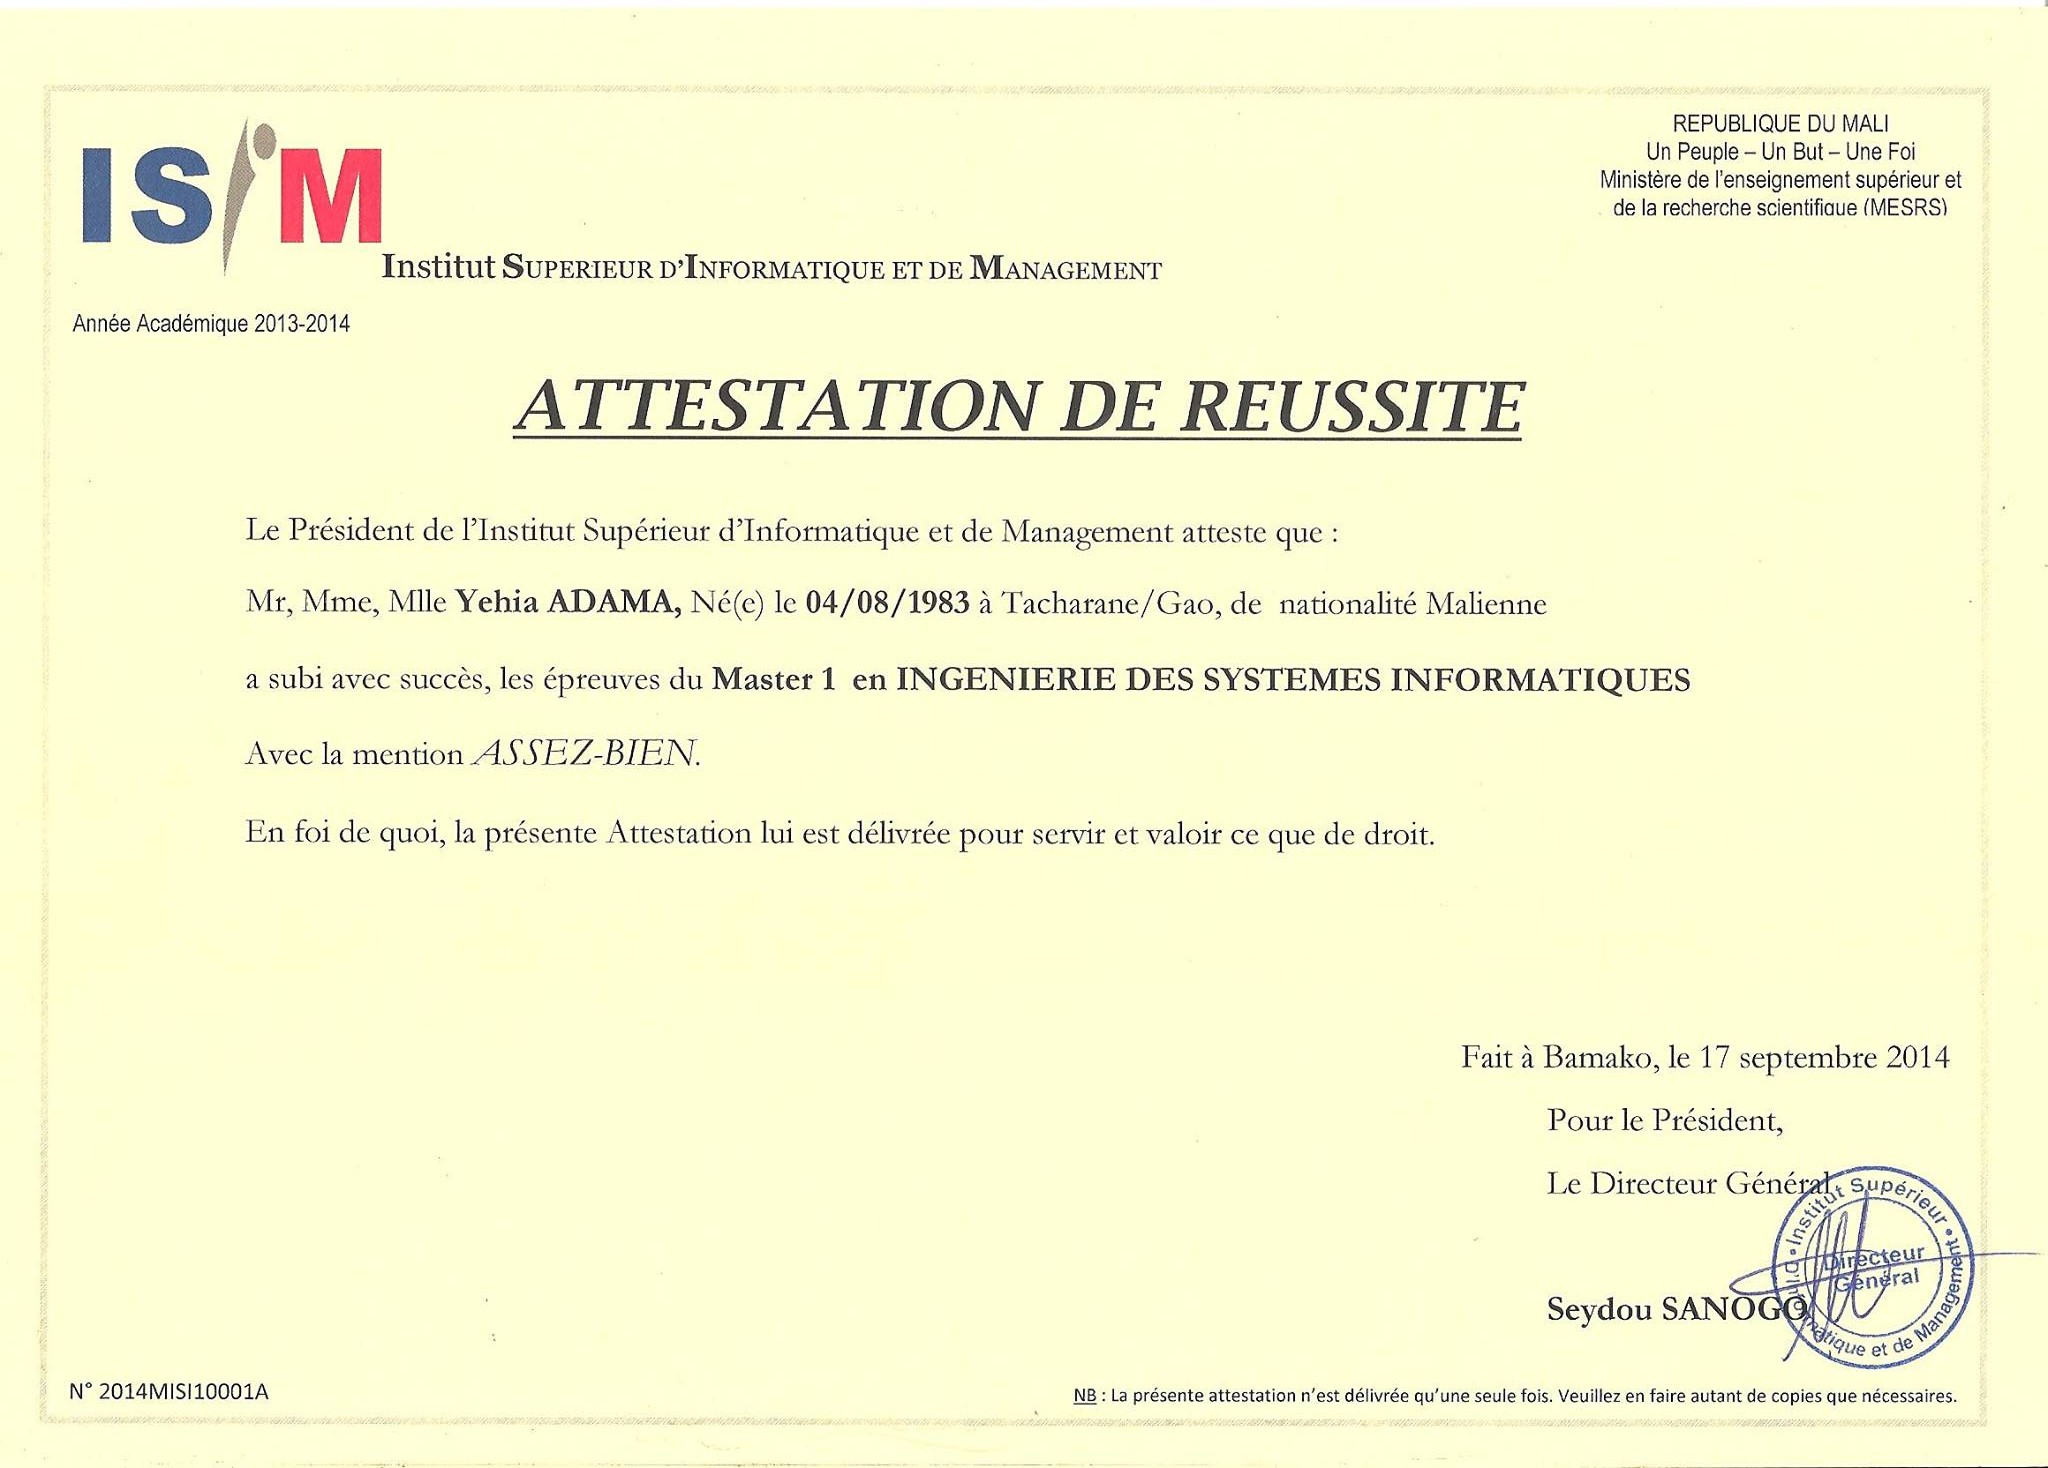 ISIM
REPUBLIQUE DU MALI
Un Peuple – Un But – Une Foi
Ministère de l'enseignement supérieur et
de la recherche scientifique (MESRS)
Institut SUPERIEUR D'INFORMATIQUE ET DE MANAGEMENT
Année Académique 2013-2014
ATTESTATION DE REUSSITE
Le Président de l'Institut Supérieur d'Informatique et de Management atteste que :
Mr, Mme, Mlle Yehia ADAMA, Né(e) le 04/08/1983 à Tacharane/Gao, de nationalité Malienne
a subi avec succès, les épreuves du Master 1 en INGENIERIE DES SYSTEMES INFORMATIQUES
Avec la mention ASSEZ-BIEN.
En foi de quoi, la présente Attestation lui est délivrée pour servir et valoir ce que de droit.
Fait à Bamako, le 17 septembre 2014
Pour le Président,
Le Directeur Général
Institut Supérieur
D'Informatique et de Management
Directeur
Général
Seydou SANOGO
N° 2014MISI10001A
NB : La présente attestation n'est délivrée qu'une seule fois. Veuillez en faire autant de copies que nécessaires.